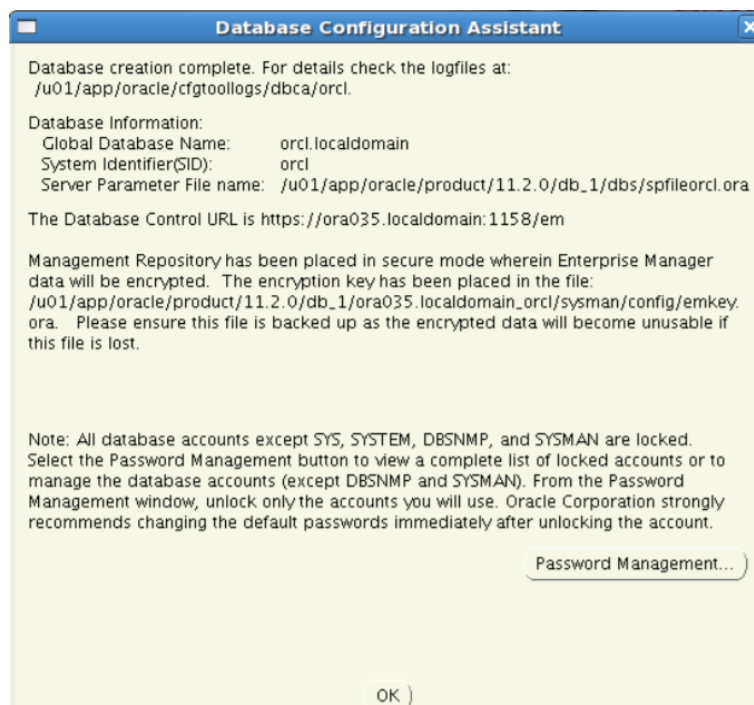 Database Configuration Assistant
Database creation complete. For details check the logfiles at:
/u01/app/oracle/cfgtoollogs/dbca/orcl.
Database Information:
Global Database Name: orcl.localdomain
System Identifier(SID): orcl
Server Parameter File name: /u01/app/oracle/product/11.2.0/db_1/dbs/spfileorcl.ora
The Database Control URL is https://ora035.localdomain:1158/em
Management Repository has been placed in secure mode wherein Enterprise Manager
data will be encrypted. The encryption key has been placed in the file:
/u01/app/oracle/product/11.2.0/db_1/ora035.localdomain_orcl/sysman/config/emkey.
ora. Please ensure this file is backed up as the encrypted data will become unusable if
this file is lost.
Note: All database accounts except SYS, SYSTEM, DBSNMP, and SYSMAN are locked.
Select the Password Management button to view a complete list of locked accounts or to
manage the database accounts (except DBSNMP and SYSMAN). From the Password
Management window, unlock only the accounts you will use. Oracle Corporation strongly
recommends changing the default passwords immediately after unlocking the account.
Password Management...
OK